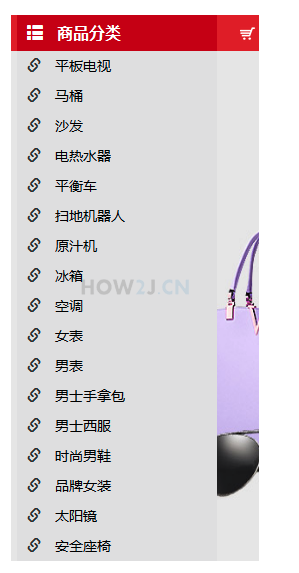 商品分类
平板电视
马桶
沙发
电热水器
平衡车
扫地机器人
原汁机
冰箱
HOW2J.CN
空调
女表
男表
男士手拿包
男士西服
时尚男鞋
品牌女装
太阳镜
安全座椅